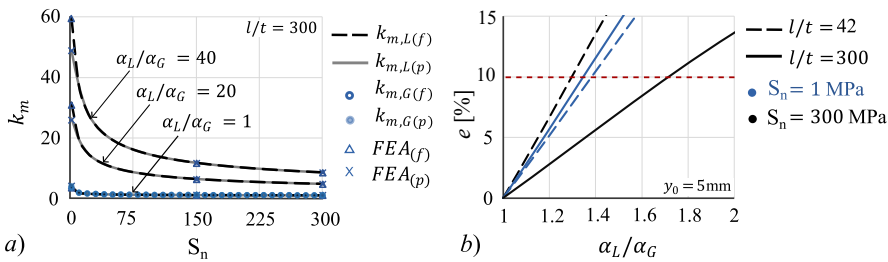 60
40
20
0
k_m
0
75
150
225
300
S_n
a)
l/t = 300
α_L/α_G = 40
α_L/α_G = 20
α_L/α_G = 1
k_{m,L(f)}
k_{m,L(p)}
k_{m,G(f)}
k_{m,G(p)}
FEA_{(f)}
FEA_{(p)}
15
10
5
0
e [%]
1
1.2
1.4
1.6
1.8
2
α_L/α_G
b)
y_0 = 5mm
l/t = 42
l/t = 300
S_n = 1 MPa
S_n = 300 MPa